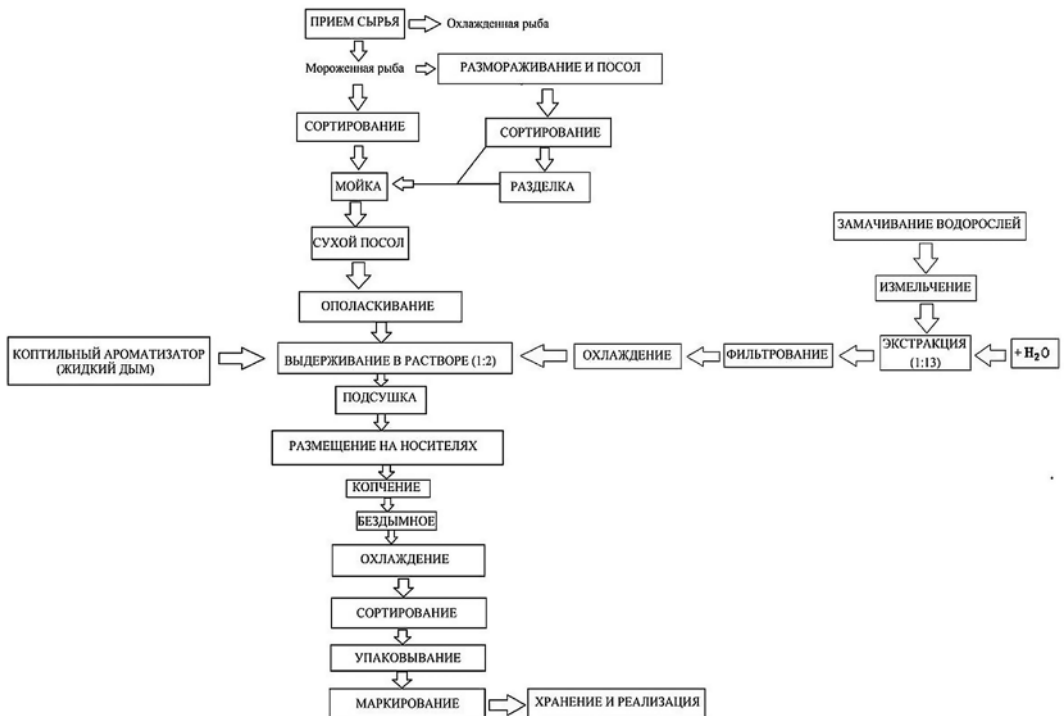 ПРИЕМ СЫРЬЯ
Охлажденная рыба
Мороженная рыба
РАЗМОРАЖИВАНИЕ И ПОСОЛ
СОРТИРОВАНИЕ
СОРТИРОВАНИЕ
МОЙКА
РАЗДЕЛКА
СУХОЙ ПОСОЛ
ЗАМАЧИВАНИЕ ВОДОРОСЛЕЙ
ИЗМЕЛЬЧЕНИЕ
ОПОЛАСКИВАНИЕ
КОПТИЛЬНЫЙ АРОМАТИЗАТОР
(ЖИДКИЙ ДЫМ)
ВЫДЕРЖИВАНИЕ В РАСТВОРЕ (1:2)
ОХЛАЖДЕНИЕ
ФИЛЬТРОВАНИЕ
ЭКСТРАКЦИЯ
(1:13)
+H₂O
ПОДСУШКА
РАЗМЕЩЕНИЕ НА НОСИТЕЛЯХ
КОПЧЕНИЕ
БЕЗДЫМНОЕ
ОХЛАЖДЕНИЕ
СОРТИРОВАНИЕ
УПАКОВЫВАНИЕ
МАРКИРОВАНИЕ
ХРАНЕНИЕ И РЕАЛИЗАЦИЯ